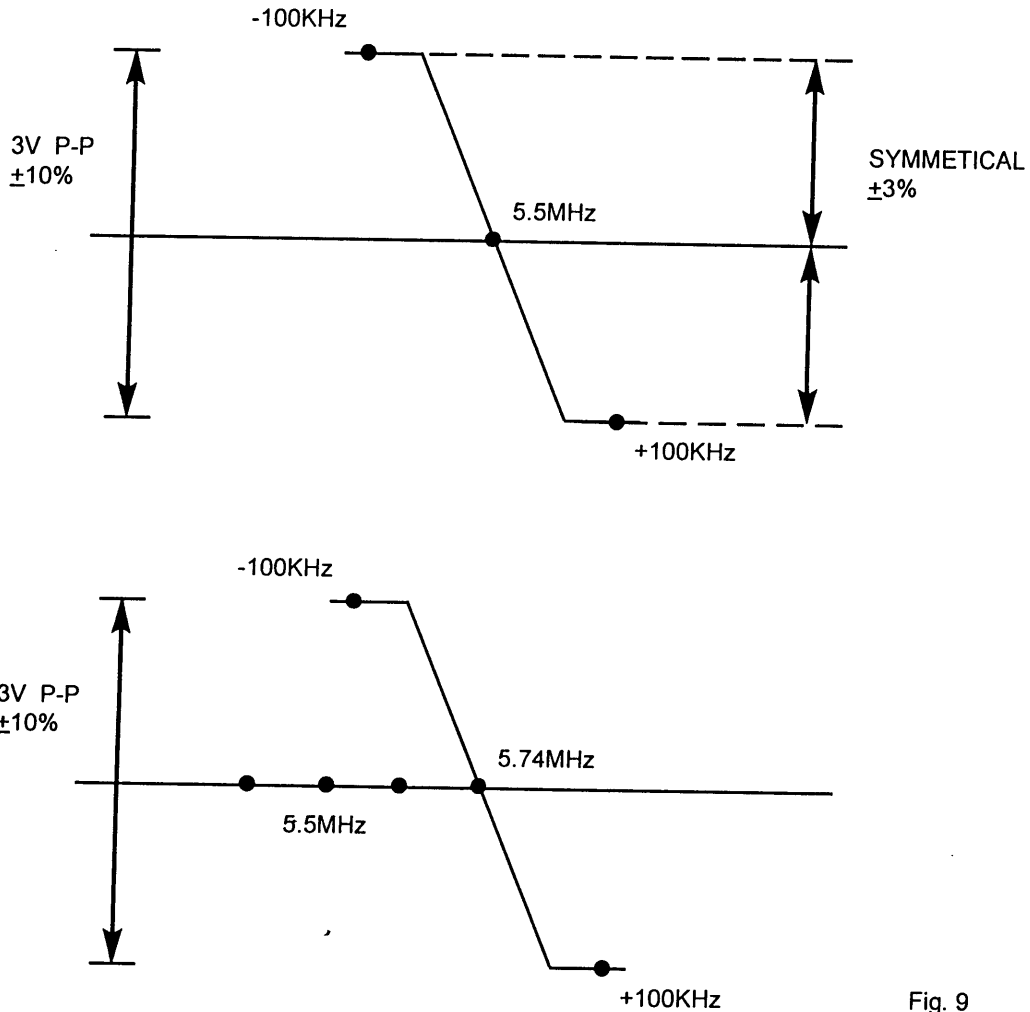 -100KHz
3V P-P
±10%
SYMMETICAL
±3%
5.5MHz
+100KHz
-100KHz
3V P-P
±10%
5.74MHz
5.5MHz
+100KHz
Fig. 9